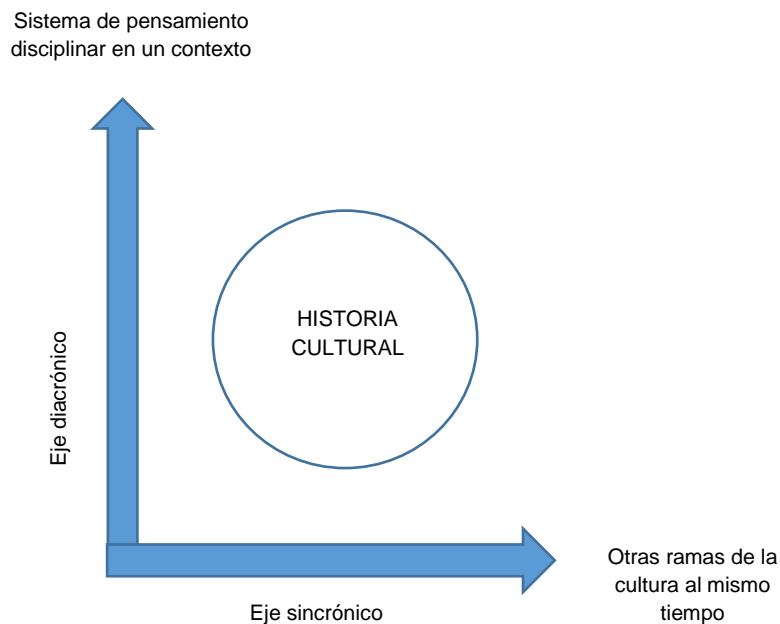 Sistema de pensamiento
disciplinar en un contexto
HISTORIA
CULTURAL
Eje diacrónico
Eje sincrónico
Otras ramas de la
cultura al mismo
tiempo